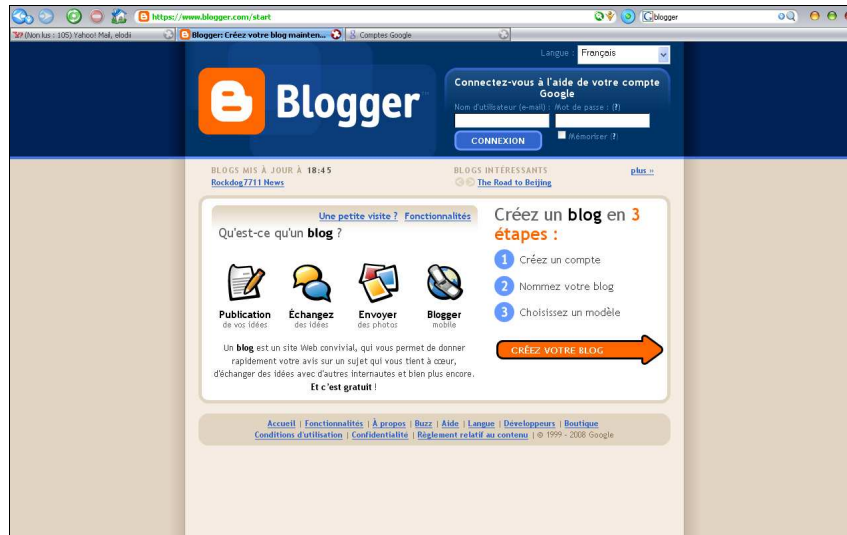 https://www.blogger.com/start
blogger
(Non lus : 105) Yahoo! Mail, elodii
Blogger: Créez votre blog mainten...
Comptes Google
Langue : Français
Blogger™
Connectez-vous à l'aide de votre compte
Google
Nom d'utilisateur (e-mail) : Mot de passe : (?)
CONNEXION
Mémoriser (?)
BLOGS MIS À JOUR À 18:45
Rockdog7711 News
BLOGS INTÉRESSANTS
plus »
The Road to Beijing
Une petite visite ? Fonctionnalités
Qu'est-ce qu'un blog ?
Publication
de vos idées
Échangez
des idées
Envoyer
des photos
Blogger
mobile
Un blog est un site Web convivial, qui vous permet de donner
rapidement votre avis sur un sujet qui vous tient à cœur,
d'échanger des idées avec d'autres internautes et bien plus encore.
Et c'est gratuit !
Créez un blog en 3
étapes :
1 Créez un compte
2 Nommez votre blog
3 Choisissez un modèle
CRÉEZ VOTRE BLOG
Accueil | Fonctionnalités | À propos | Buzz | Aide | Langue | Développeurs | Boutique
Conditions d'utilisation | Confidentialité | Règlement relatif au contenu | © 1999 - 2008 Google